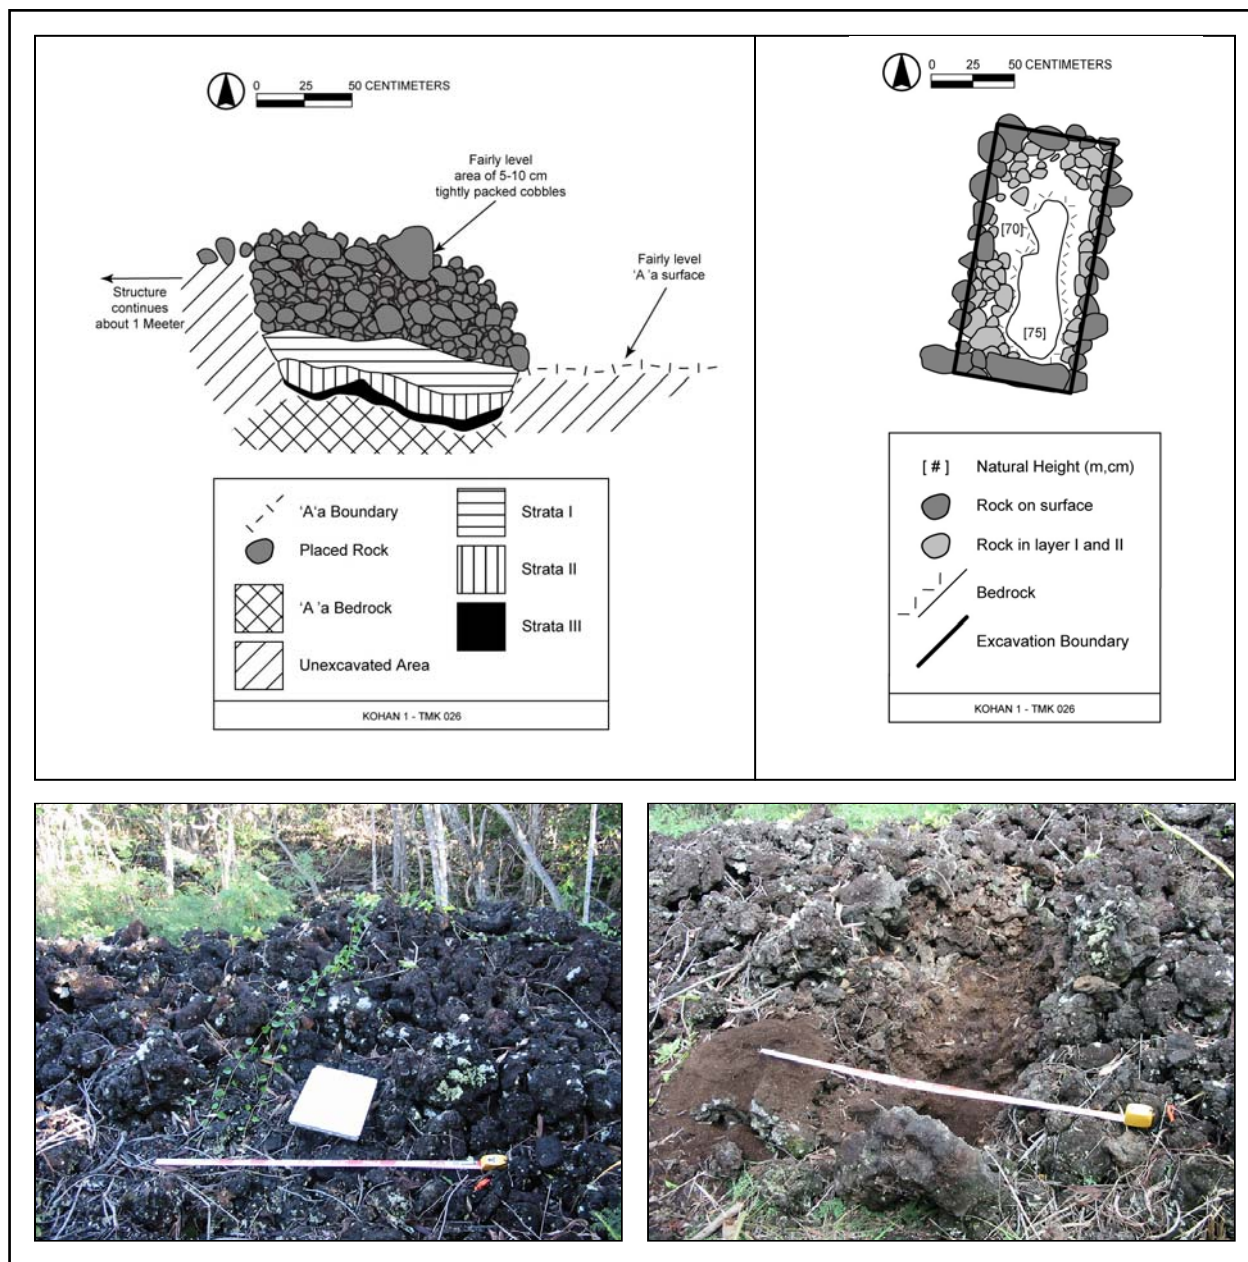 0 25 50 CENTIMETERS
Fairly level
area of 5-10 cm
tightly packed cobbles
Fairly level
'A 'a surface
Structure
continues
about 1 Meeter
'A'a Boundary
Placed Rock
'A 'a Bedrock
Unexcavated Area
Strata I
Strata II
Strata III
KOHAN 1 - TMK 026
0 25 50 CENTIMETERS
[70]
[75]
[ # ] Natural Height (m,cm)
Rock on surface
Rock in layer I and II
Bedrock
Excavation Boundary
KOHAN 1 - TMK 026